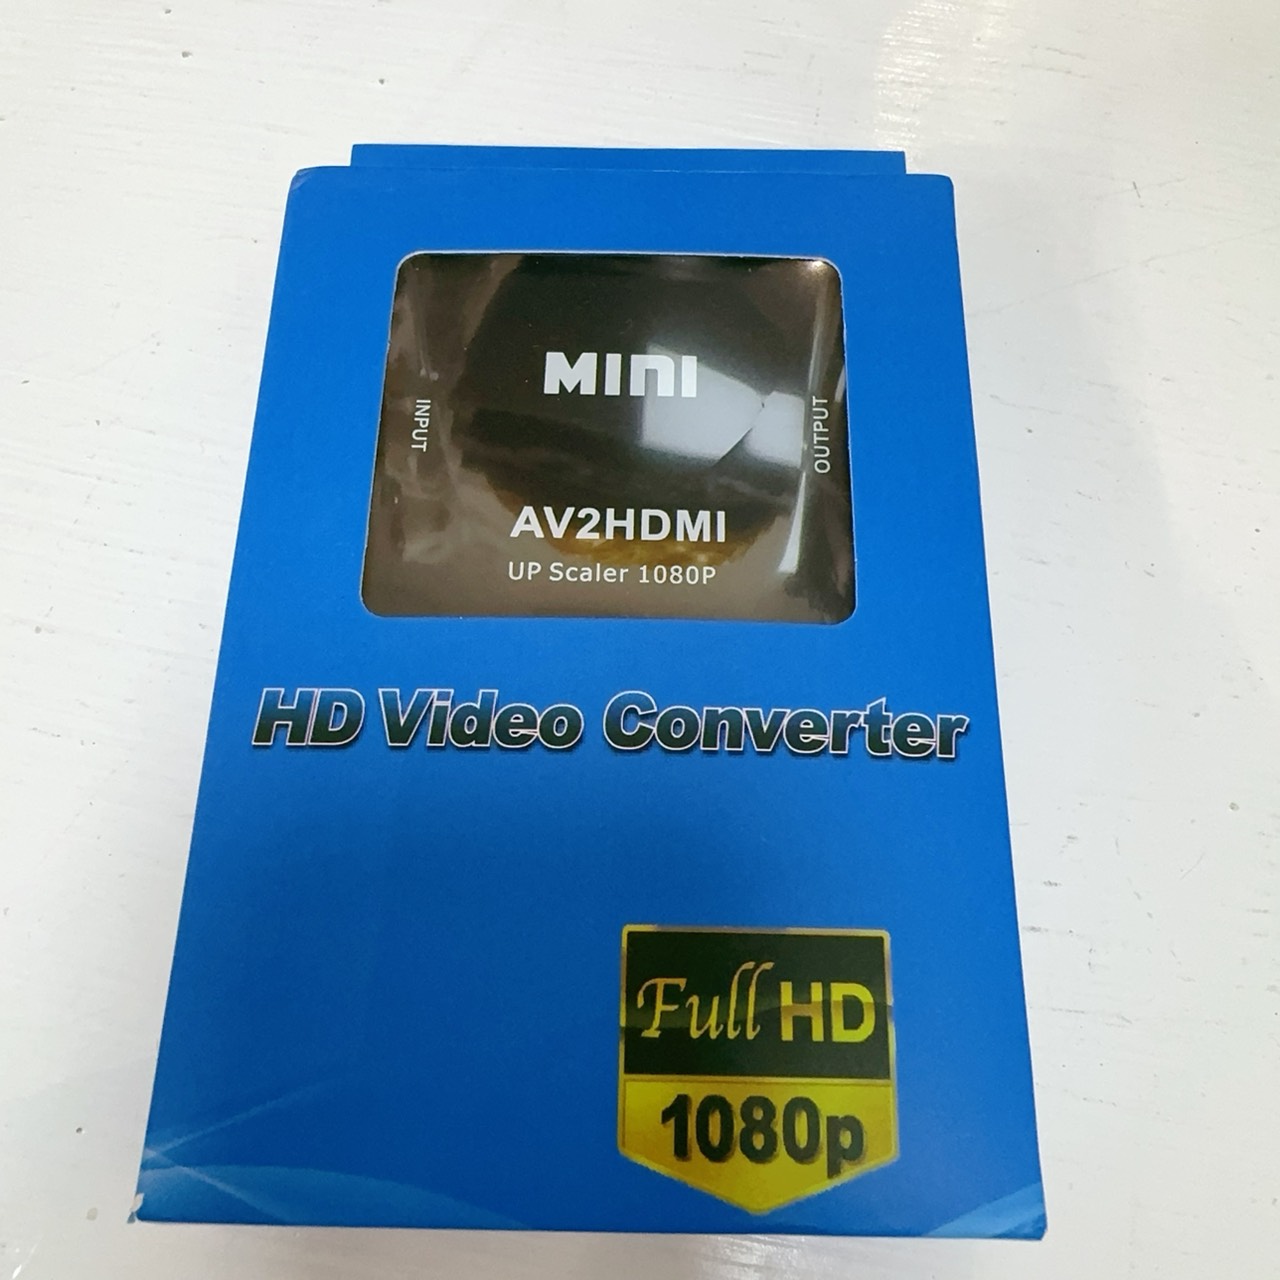 MINI
INPUT
OUTPUT
AV2HDMI
UP Scaler 1080P
HD Video Converter
Full HD
1080p